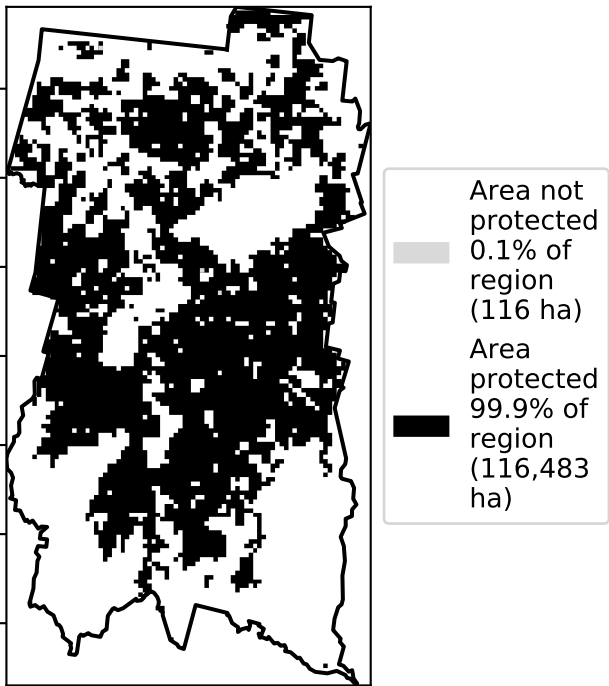 Area not
protected
0.1% of
region
(116 ha)
Area
protected
99.9% of
region
(116,483
ha)